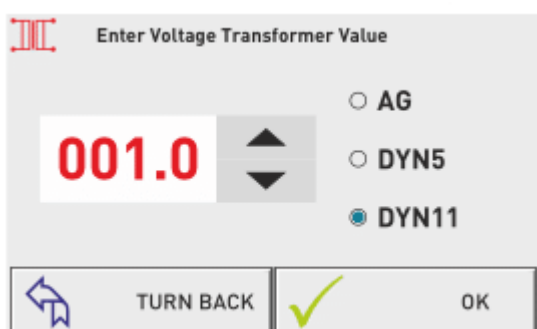 Enter Voltage Transformer Value
AG
001.0
DYN5
DYN11
TURN BACK
OK